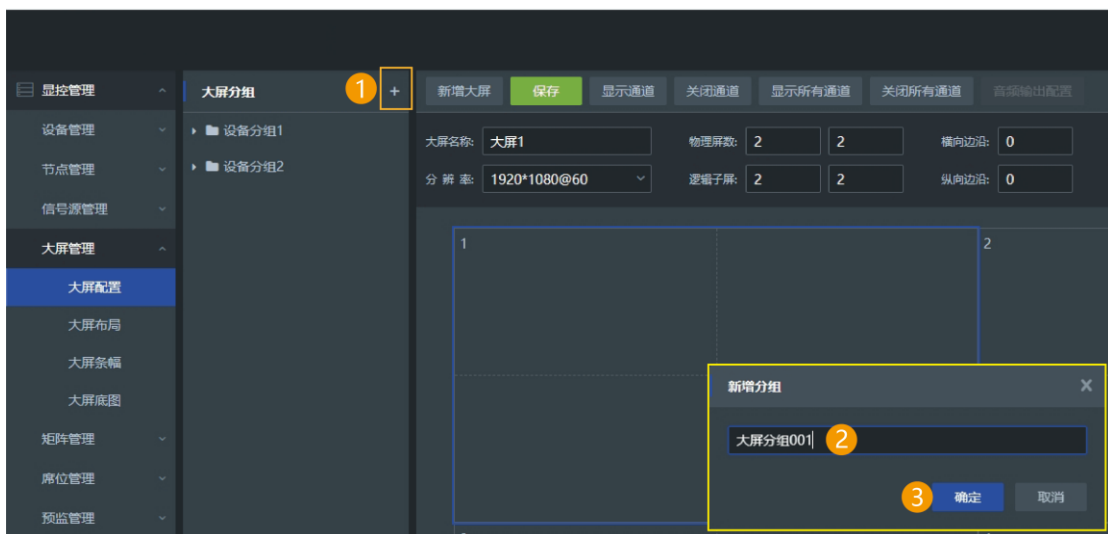 显控管理
设备管理
节点管理
信号源管理
大屏管理
大屏配置
大屏布局
大屏条幅
大屏底图
矩阵管理
席位管理
预监管理
大屏分组 1 +
设备分组1
设备分组2
新增大屏 保存 显示通道 关闭通道 显示所有通道 关闭所有通道 音频输出配置
大屏名称: 大屏1 物理屏数: 2 2 横向边沿: 0
分 辨 率: 1920*1080@60 逻辑子屏: 2 2 纵向边沿: 0
1 2
新增分组 X
大屏分组001 2
3 确定 取消